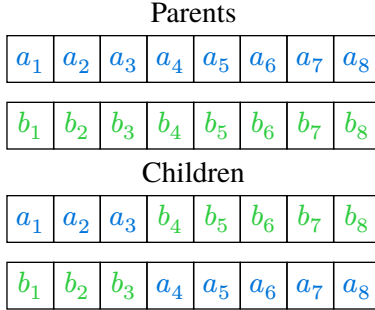 Parents
a₁ a₂ a₃ a₄ a₅ a₆ a₇ a₈
b₁ b₂ b₃ b₄ b₅ b₆ b₇ b₈
Children
a₁ a₂ a₃ b₄ b₅ b₆ b₇ b₈
b₁ b₂ b₃ a₄ a₅ a₆ a₇ a₈